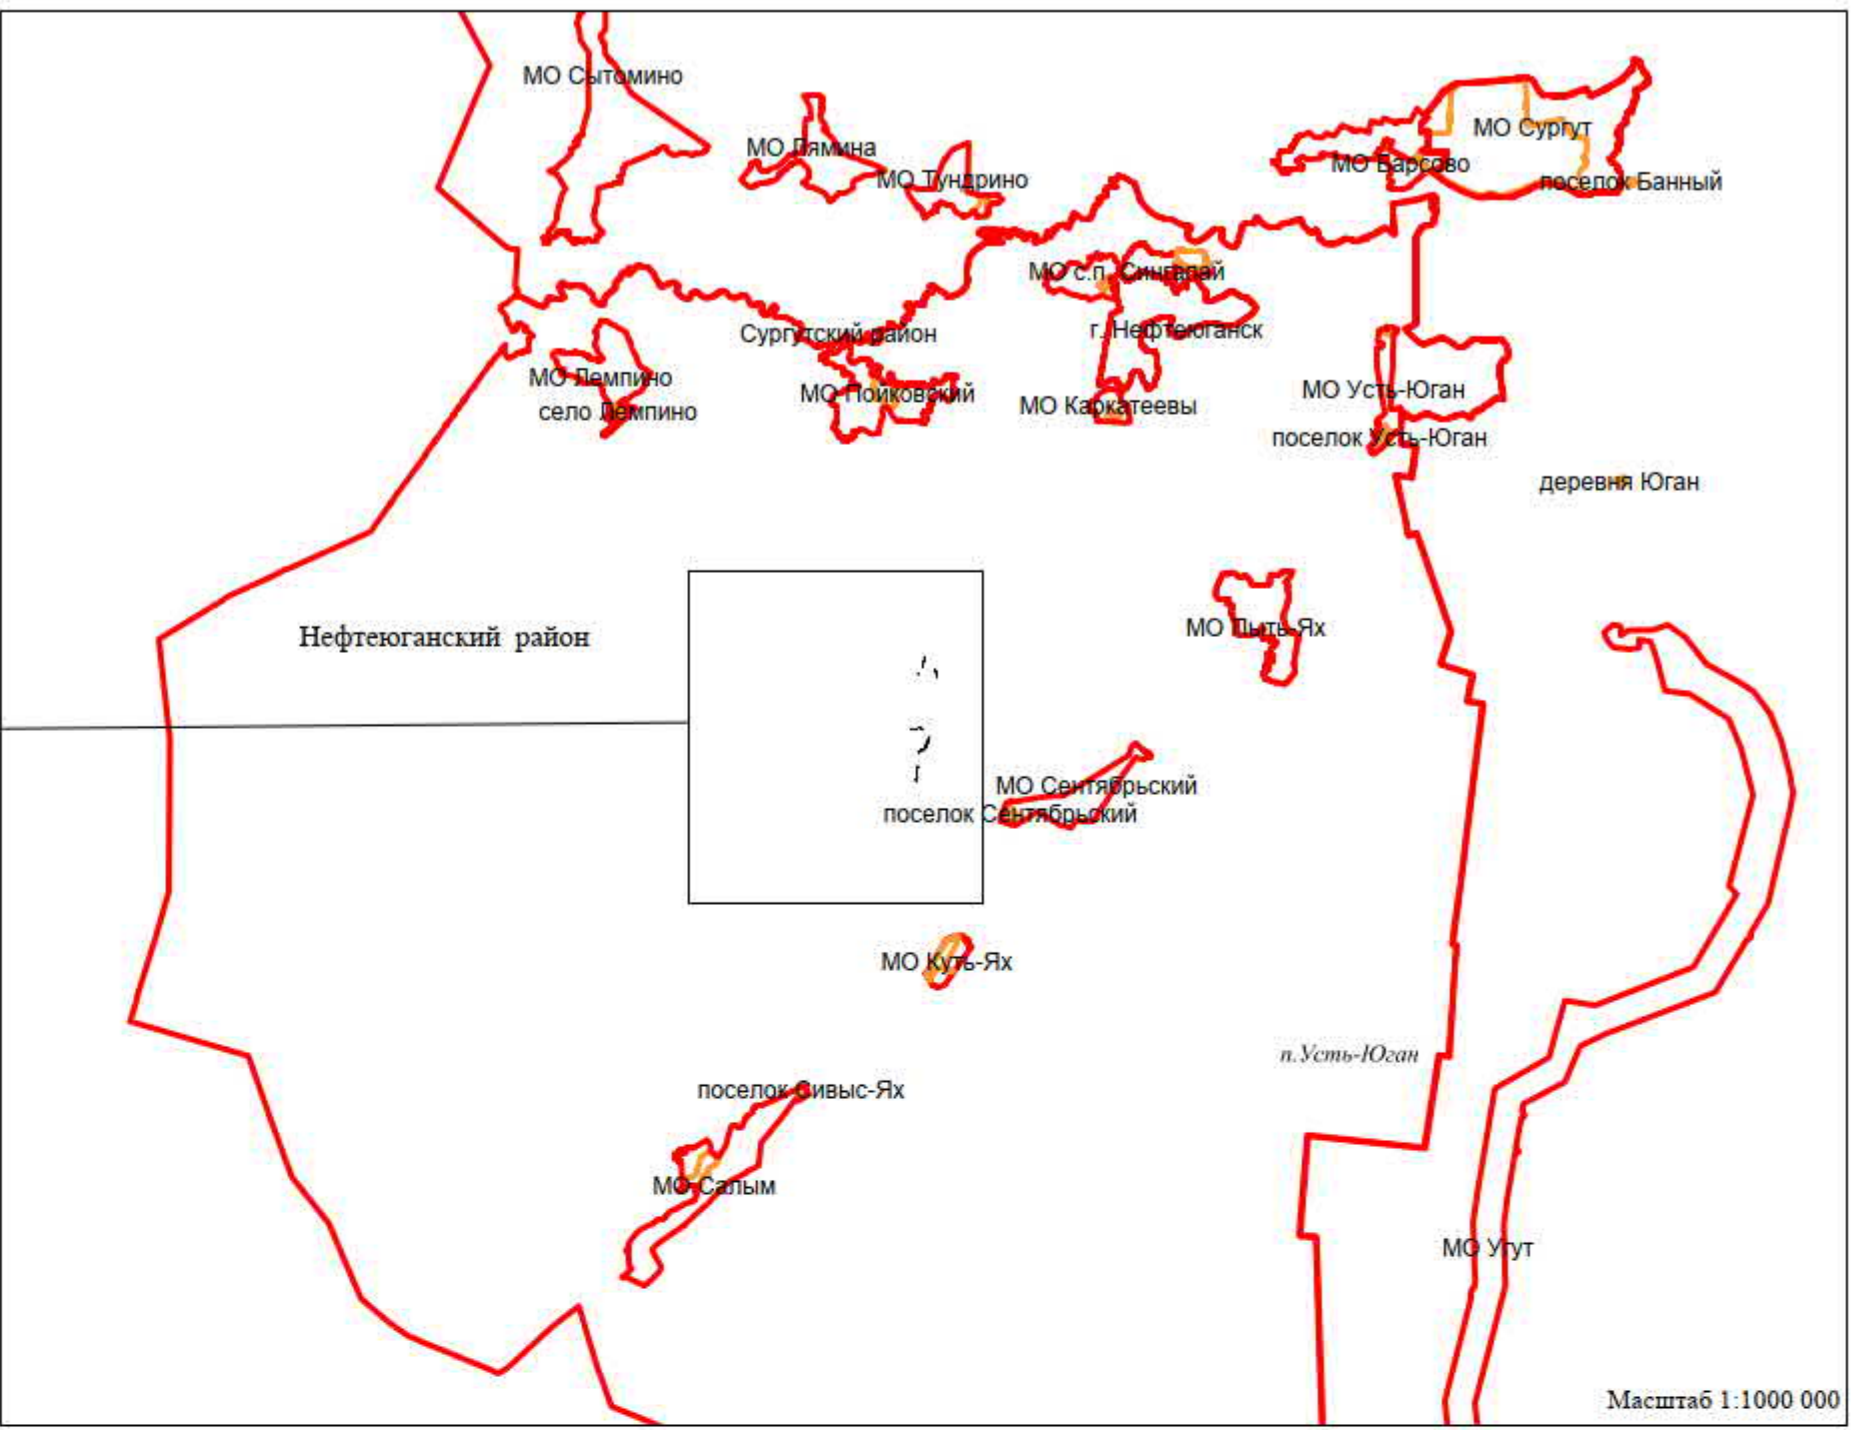 МО Сытомино
МО Лямина
МО Тундрино
МО Сургут
МО Барсово
поселок Банный
МО с.п. Сингапай
г. Нефтеюганск
Сургутский район
МО Лемпино
село Лемпино
МО Пойковский
МО Каркатеевы
МО Усть-Юган
поселок Усть-Юган
деревня Юган
Нефтеюганский район
МО Пыть-Ях
МО Сентябрьский
поселок Сентябрьский
МО Куть-Ях
п.Усть-Юган
поселок Сивыс-Ях
МО Салым
МО Угут
Масштаб 1:1000 000